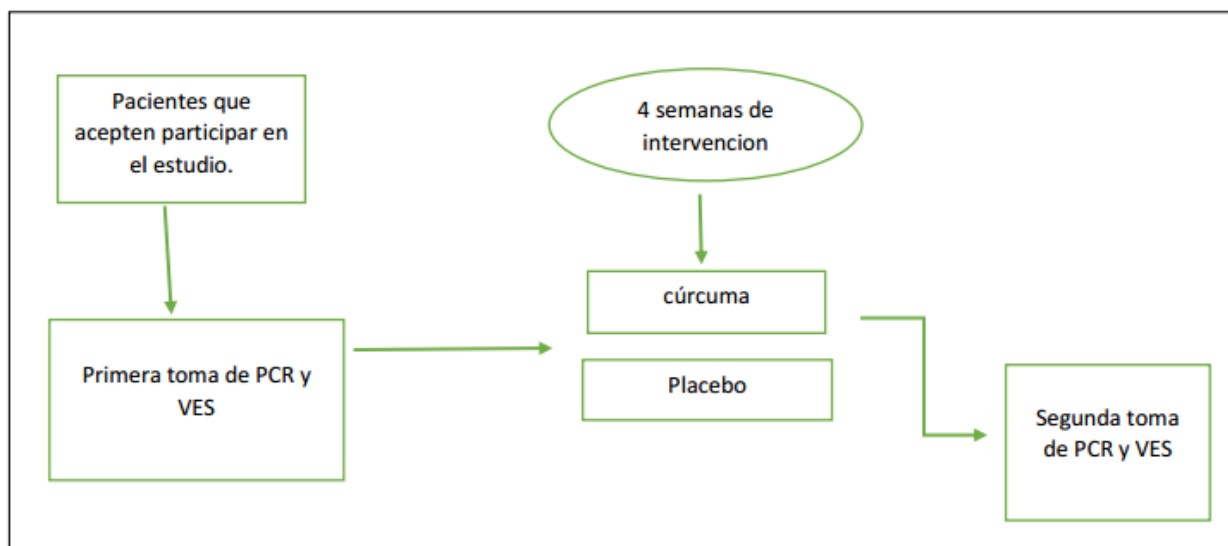 Pacientes que
acepten participar en
el estudio.
4 semanas de
intervencion
Primera toma de PCR y
VES
cúrcuma
Placebo
Segunda toma
de PCR y VES